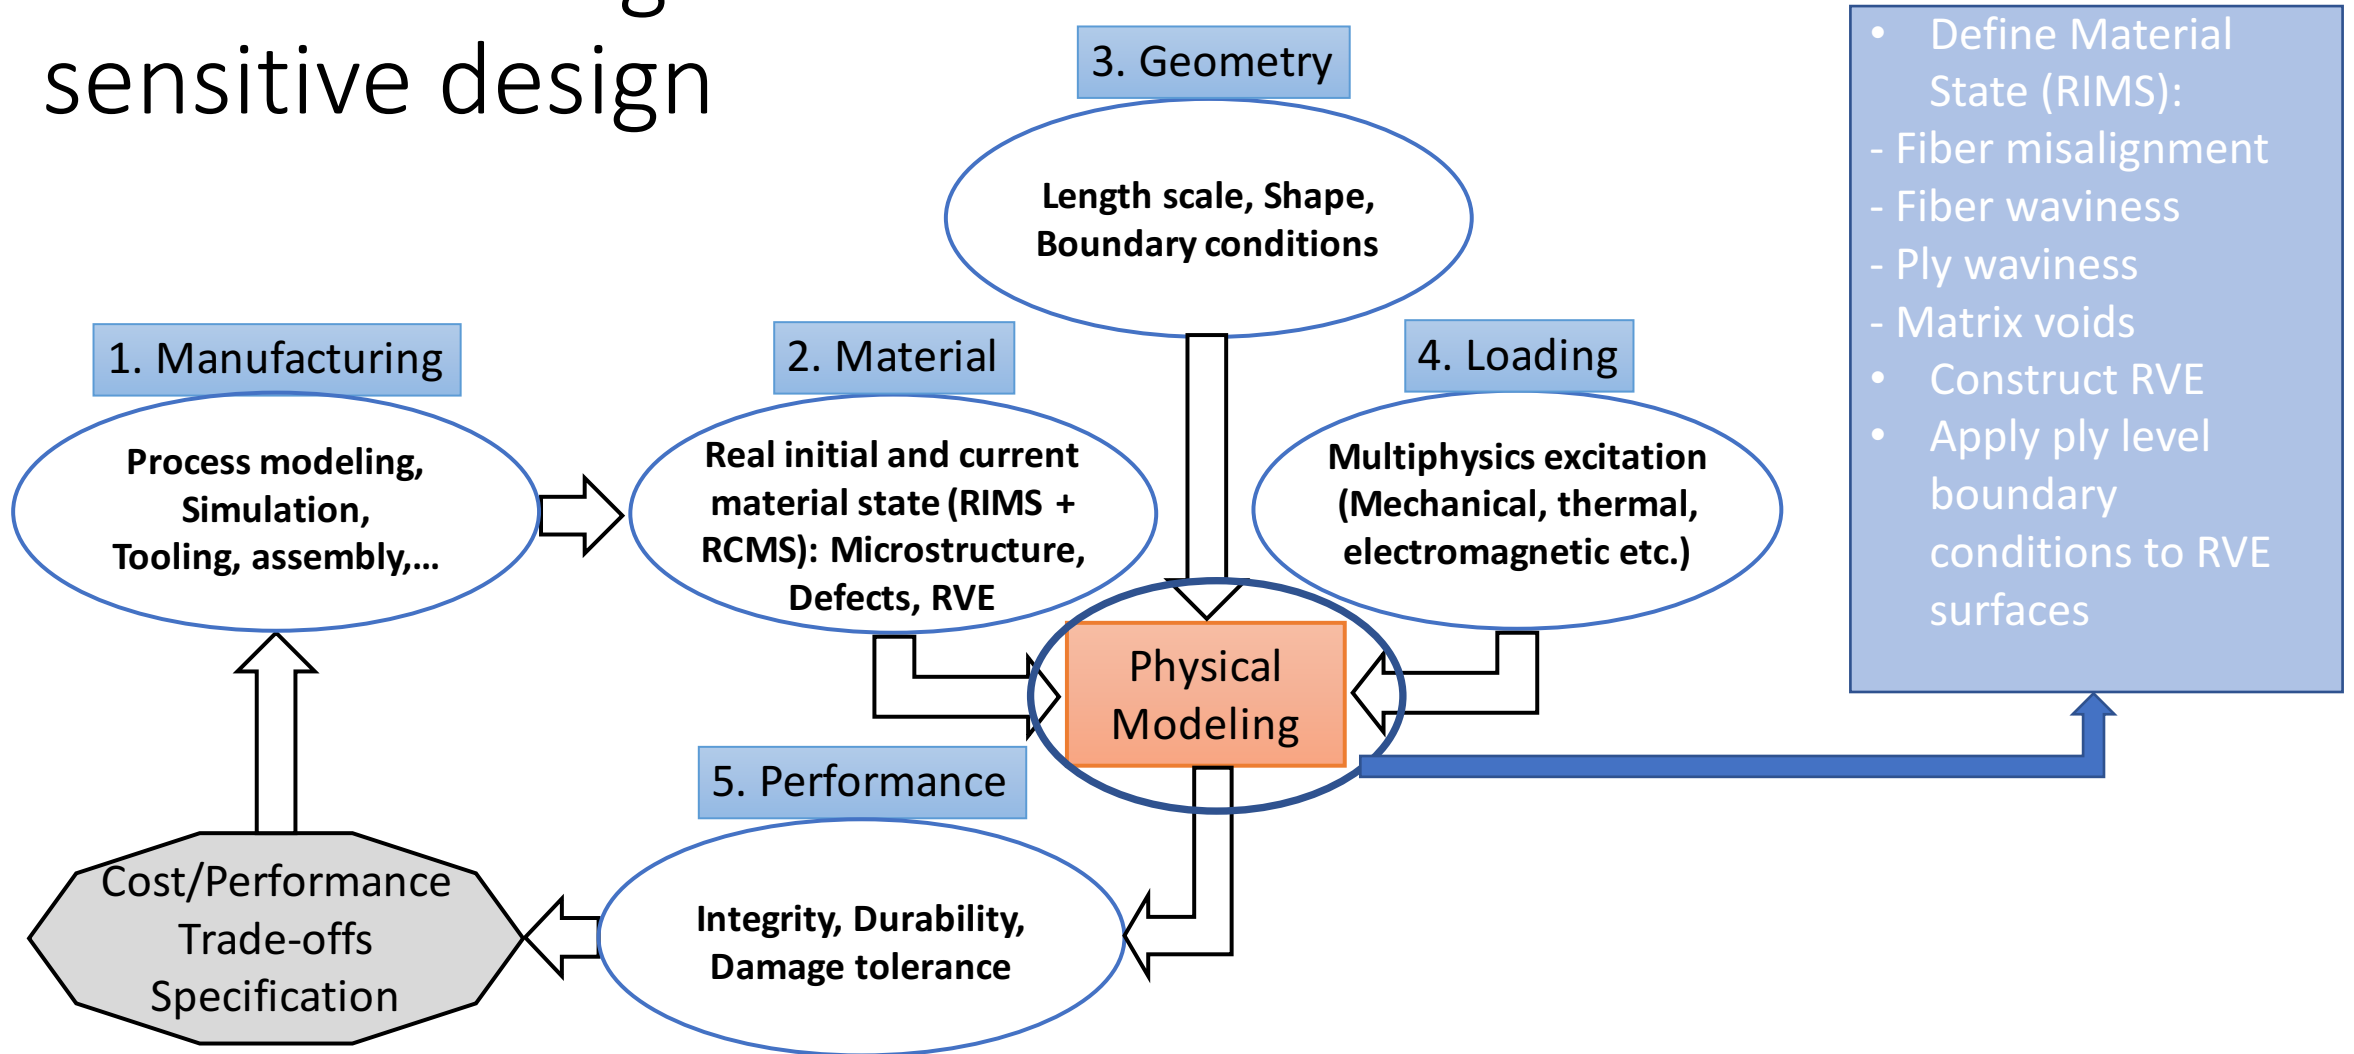 sensitive design
3. Geometry
Length scale, Shape,
Boundary conditions
1. Manufacturing
Process modeling,
Simulation,
Tooling, assembly,...
2. Material
Real initial and current
material state (RIMS +
RCMS): Microstructure,
Defects, RVE
4. Loading
Multiphysics excitation
(Mechanical, thermal,
electromagnetic etc.)
Physical
Modeling
5. Performance
Integrity, Durability,
Damage tolerance
Cost/Performance
Trade-offs
Specification
• Define Material
State (RIMS):
- Fiber misalignment
- Fiber waviness
- Ply waviness
- Matrix voids
• Construct RVE
• Apply ply level
boundary
conditions to RVE
surfaces